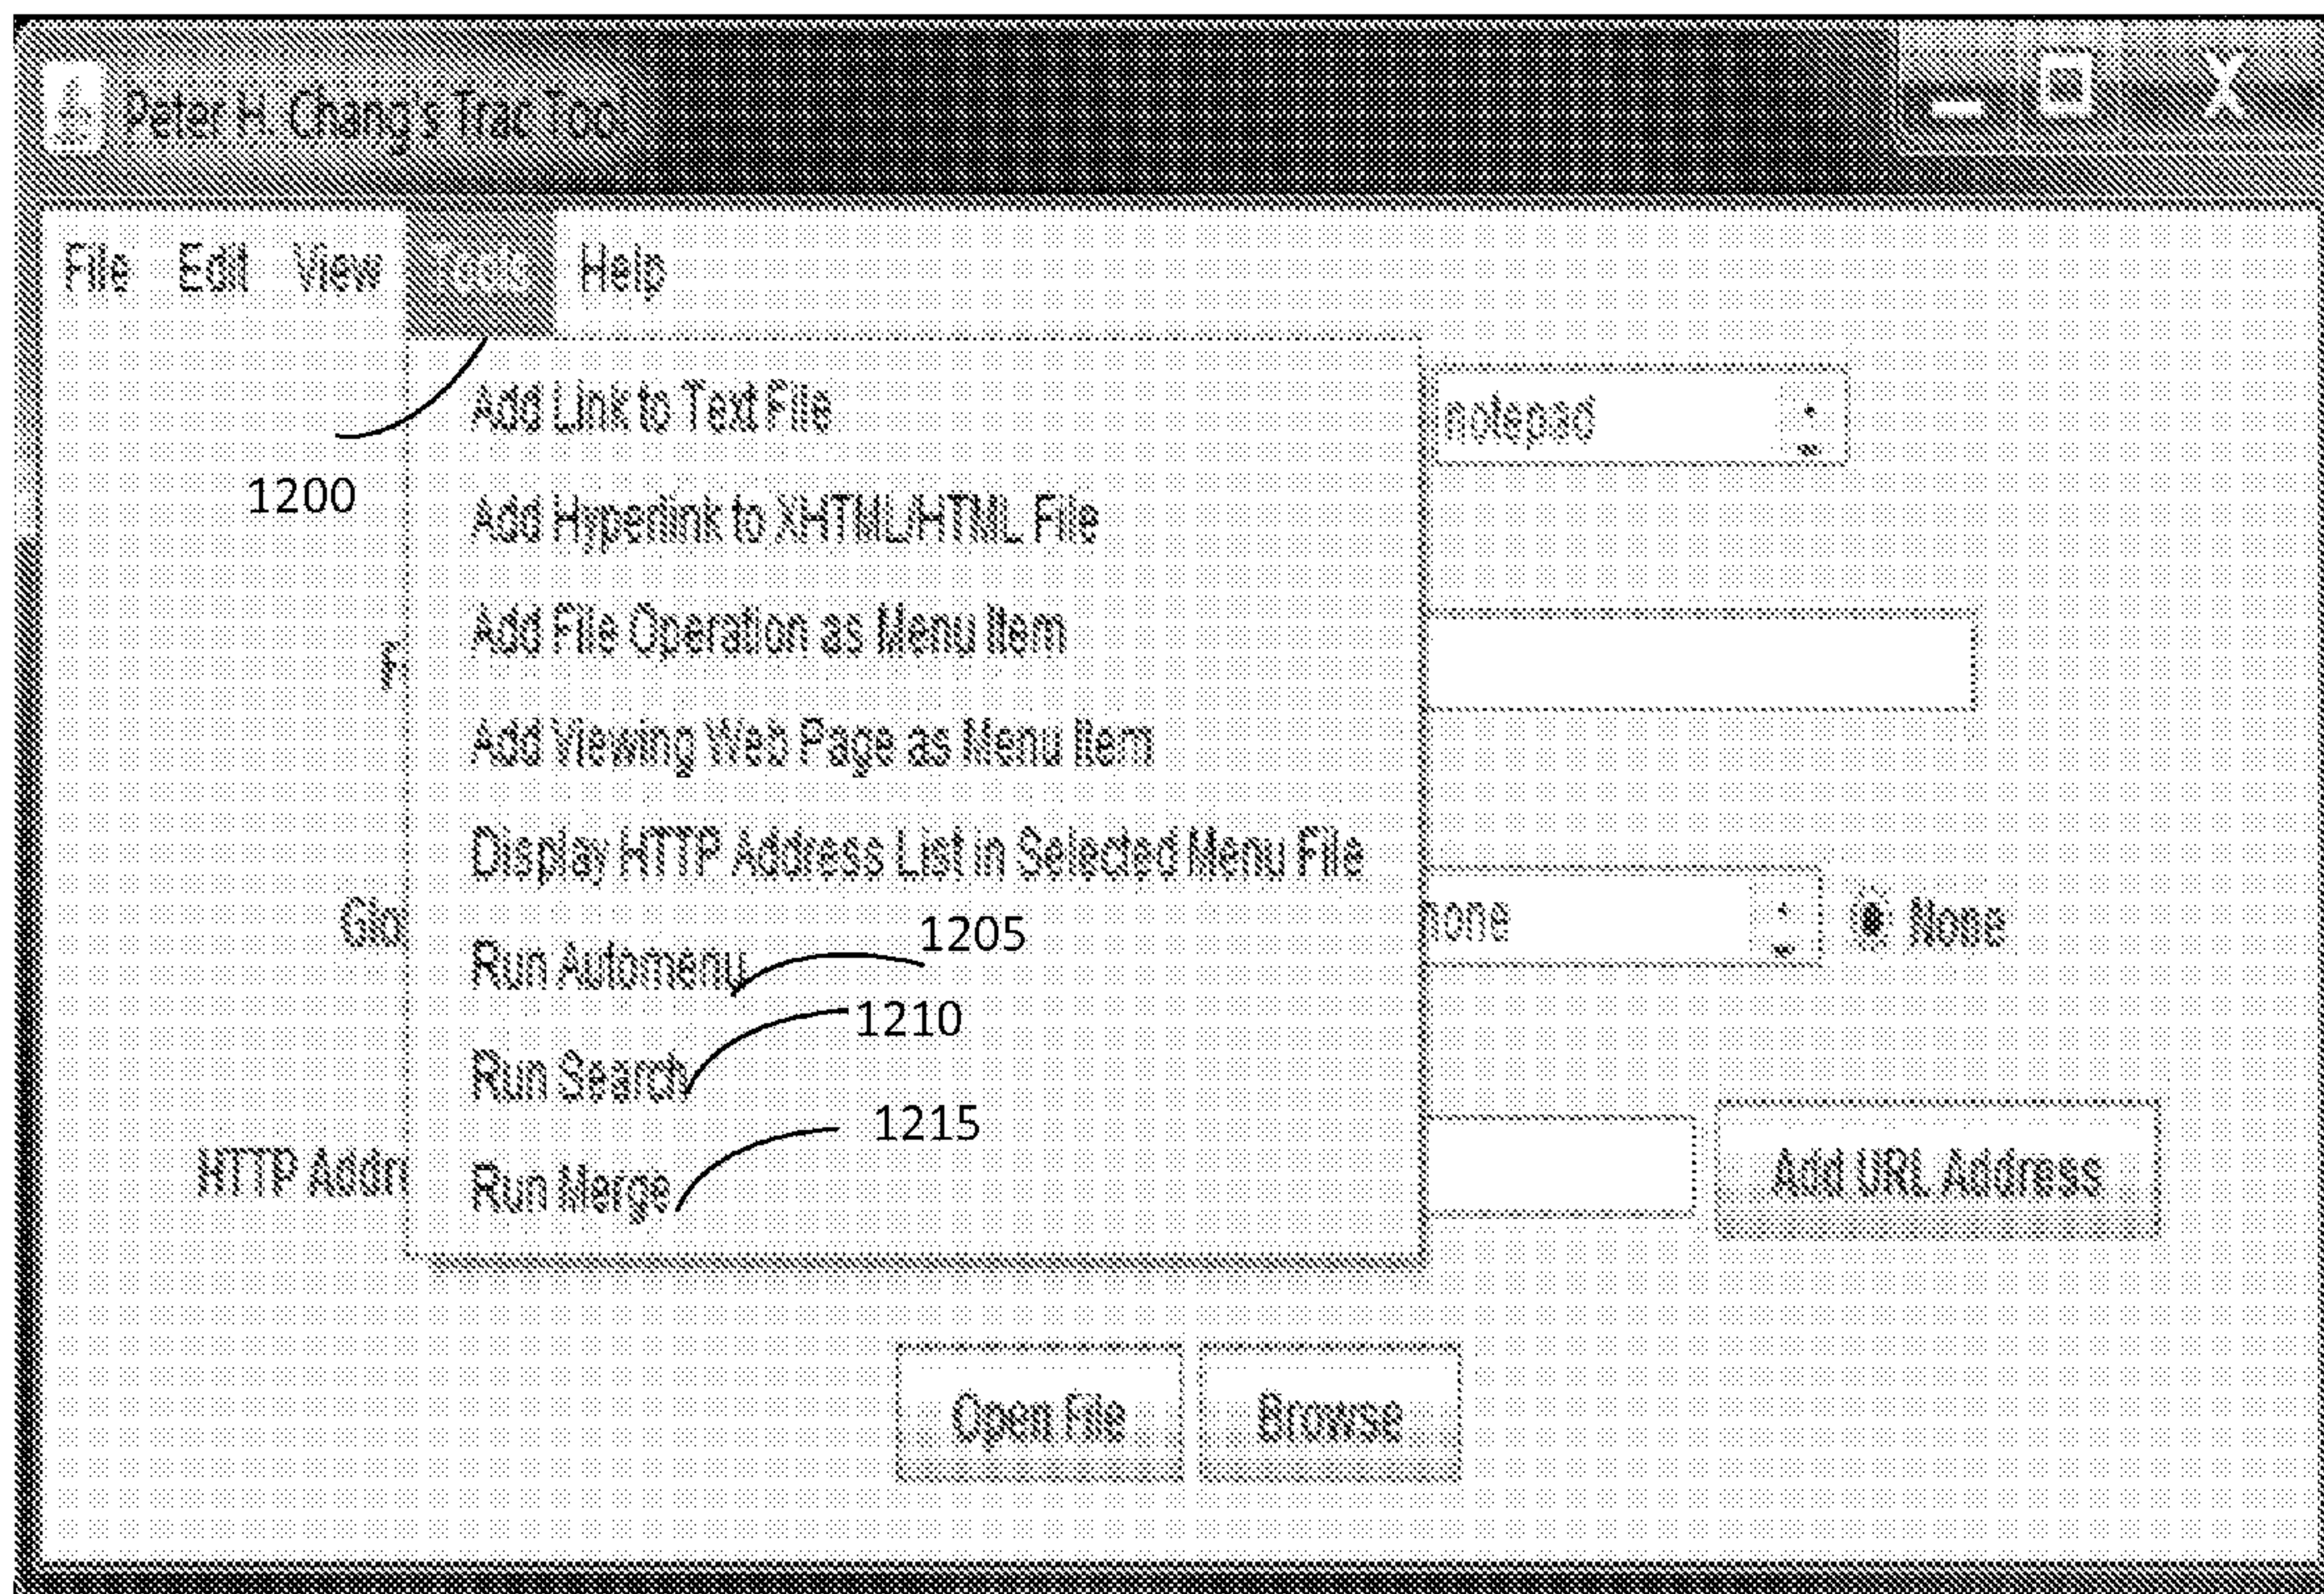 Peter H. Chang's Trac Tool
File Edit View Tools Help
Add Link to Text File
notepad
1200
Add Hyperlink to XHTML/HTML File
Add File Operation as Menu Item
Add Viewing Web Page as Menu Item
Display HTTP Address List in Selected Menu File
1205
none
None
Run Automenu
1210
Run Search
1215
HTTP Addr
Run Merge
Add URL Address
Open File Browse